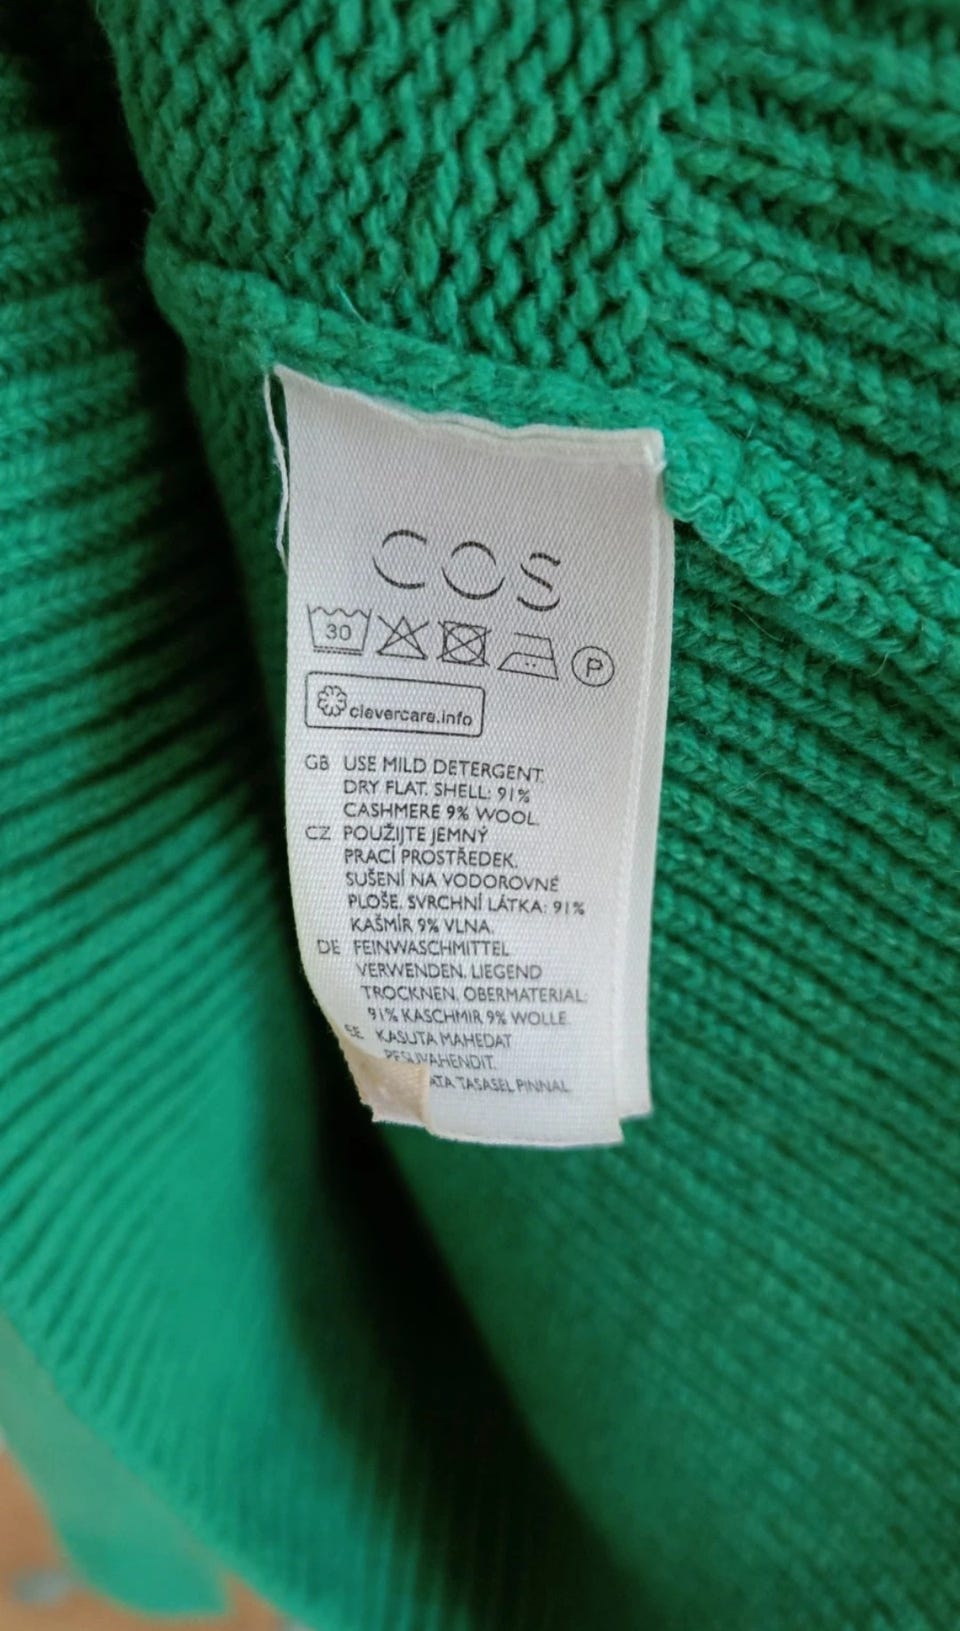 COS
30 P
clevercare.info
GB USE MILD DETERGENT.
DRY FLAT. SHELL: 91%
CASHMERE 9% WOOL.
CZ POUŽIJTE JEMNÝ
PRACÍ PROSTŘEDEK.
SUŠENÍ NA VODOROVNÉ
PLOŠE. SVRCHNÍ LÁTKA: 91%
KAŠMÍR 9% VLNA.
DE FEINWASCHMITTEL
VERWENDEN. LIEGEND
TROCKNEN. OBERMATERIAL:
91% KASCHMIR 9% WOLLE.
EE KASUTA MAHEDAT
PESUVAHENDIT.
TASASEL PINNAL.